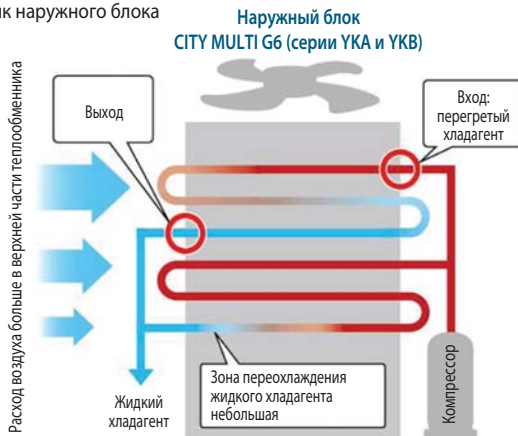 ик наружного блока
Наружный блок
CITY MULTI G6 (серии YKA и YKB)
Расход воздуха больше в верхней части теплообменника
Выход
Вход:
перегретый
хладагент
Зона переохлаждения
жидкого хладагента
небольшая
Жидкий
хладагент
Компрессор